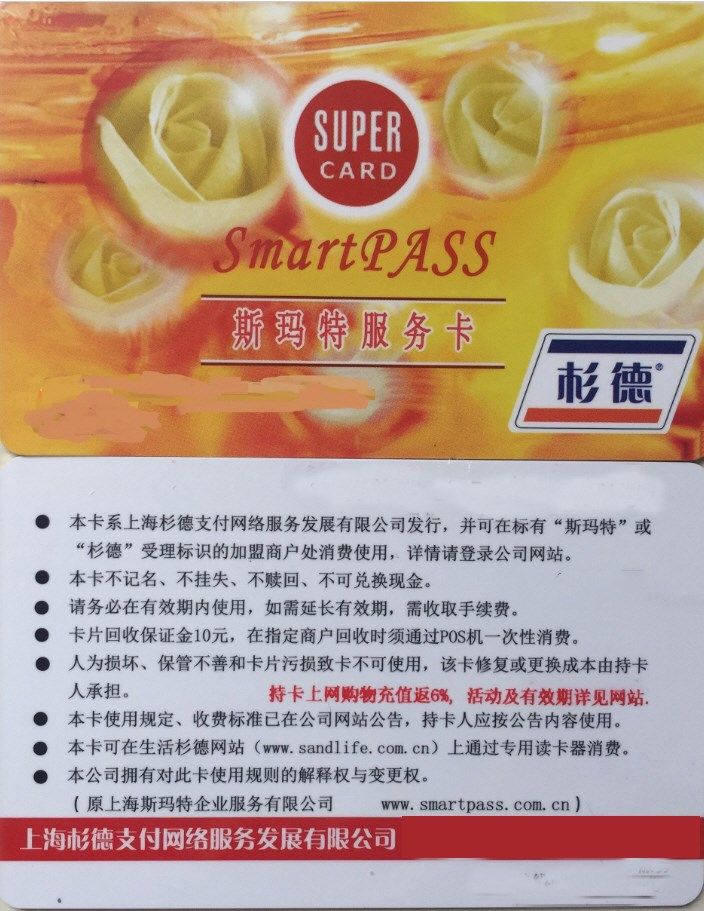 SUPER
CARD
SmartPASS
斯玛特服务卡
杉德®
● 本卡系上海杉德支付网络服务发展有限公司发行，并可在标有“斯玛特”或
“杉德”受理标识的加盟商户处消费使用，详情请登录公司网站。
● 本卡不记名、不挂失、不赎回、不可兑换现金。
● 请务必在有效期内使用，如需延长有效期，需收取手续费。
● 卡片回收保证金10元，在指定商户回收时须通过POS机一次性消费。
● 人为损坏、保管不善和卡片污损致卡不可使用，该卡修复或更换成本由持卡
人承担。 持卡上网购物充值返6%, 活动及有效期详见网站.
● 本卡使用规定、收费标准已在公司网站公告，持卡人应按公告内容使用。
● 本卡可在生活杉德网站（www.sandlife.com.cn）上通过专用读卡器消费。
● 本公司拥有对此卡使用规则的解释权与变更权。
(原上海斯玛特企业服务有限公司 www.smartpass.com.cn)
上海杉德支付网络服务发展有限公司